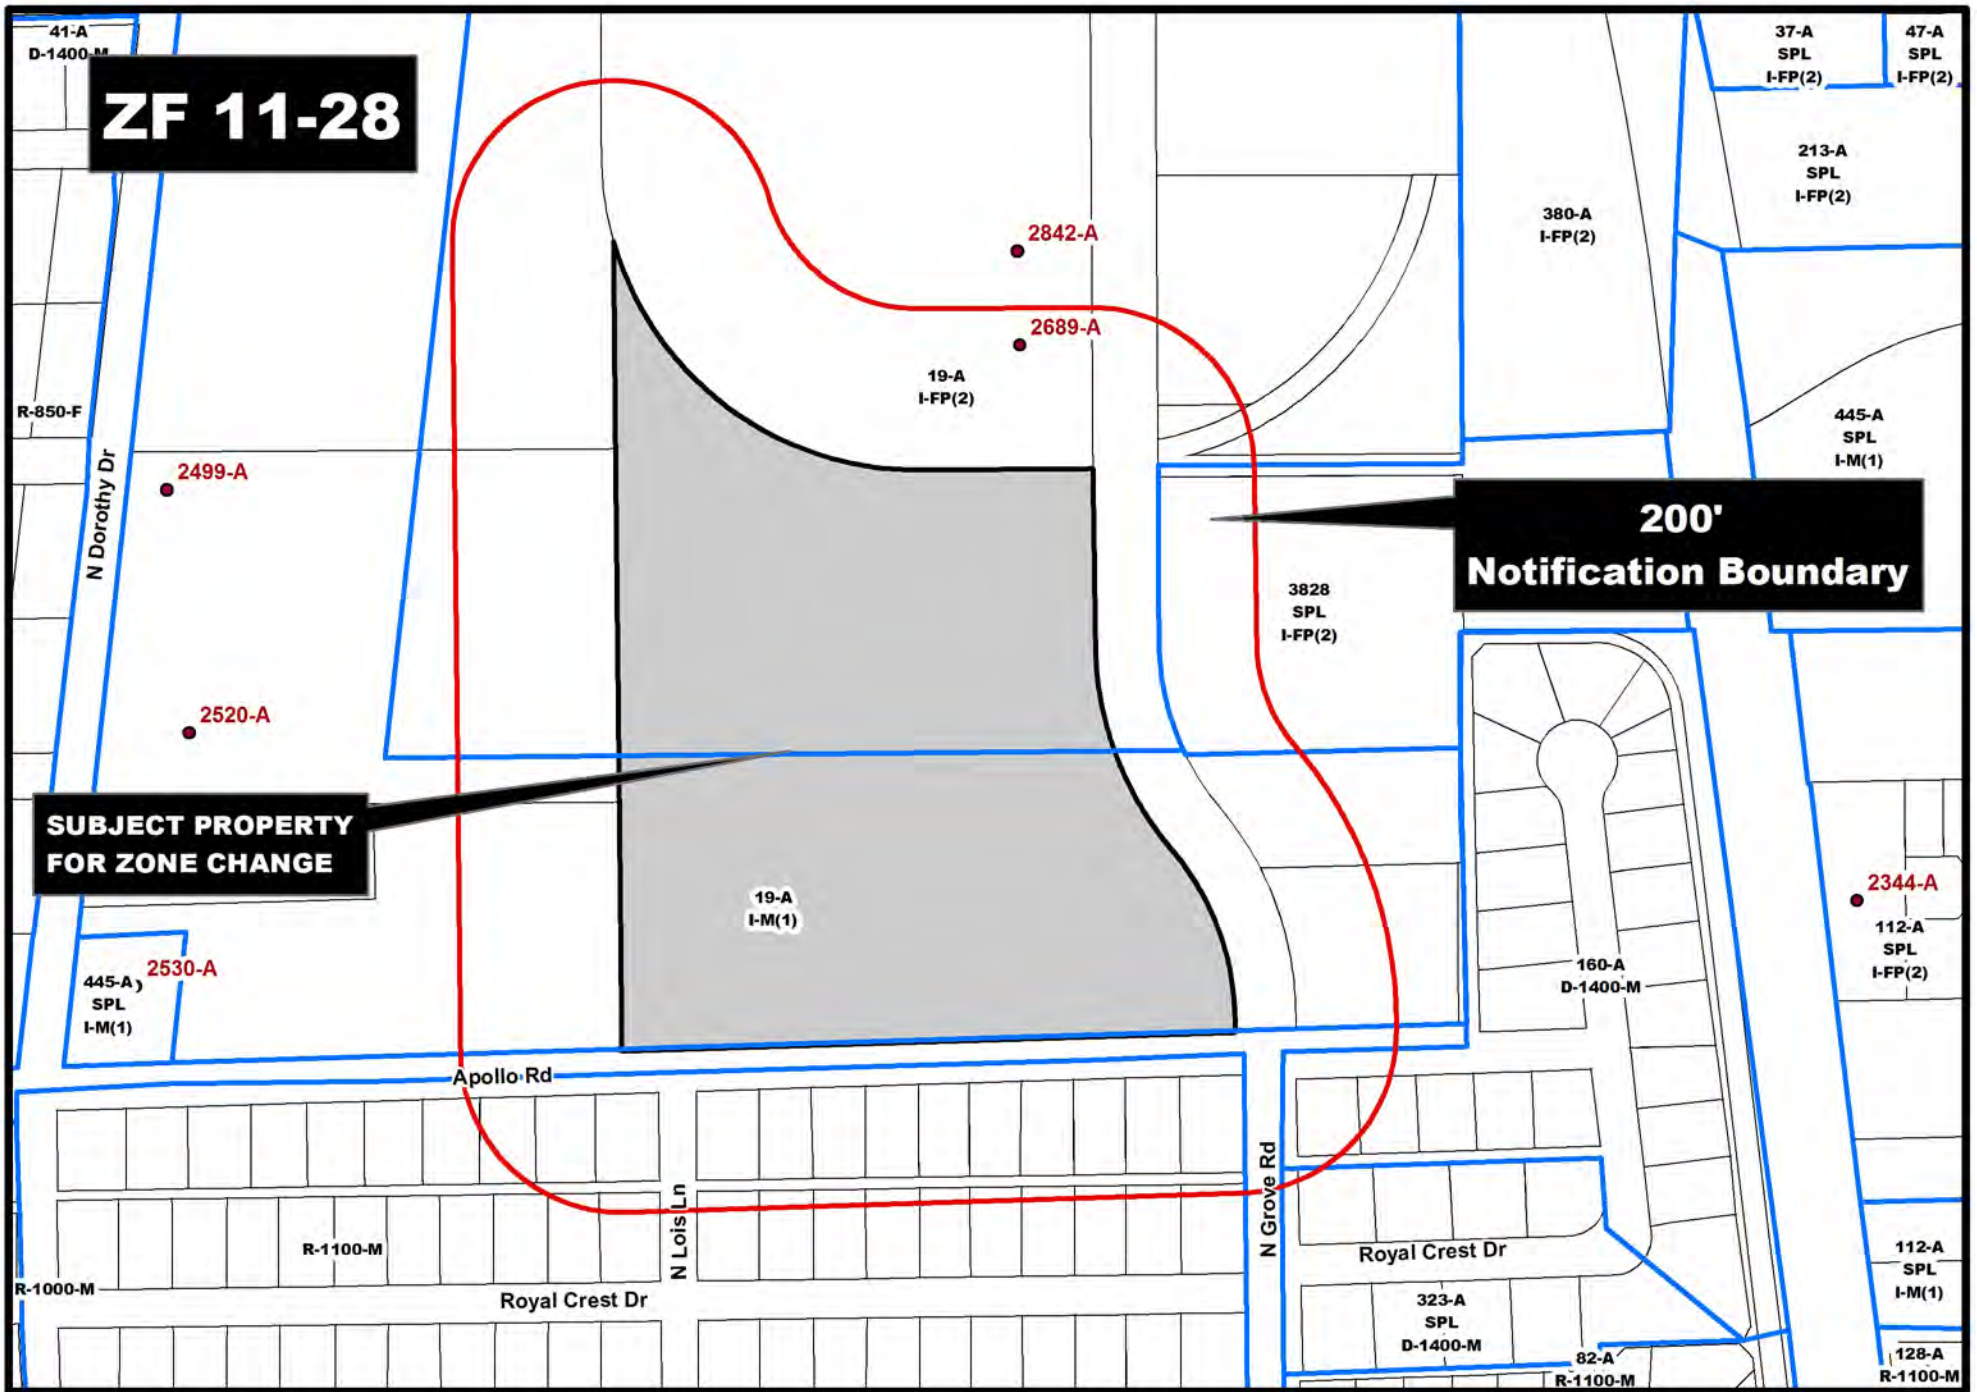 41-A
D-1400-M
ZF 11-28
37-A
SPL
I-FP(2)
47-A
SPL
I-FP(2)
213-A
SPL
I-FP(2)
380-A
I-FP(2)
2842-A
2689-A
19-A
I-FP(2)
R-850-F
N Dorothy Dr
2499-A
445-A
SPL
I-M(1)
200'
Notification Boundary
3828
SPL
I-FP(2)
2520-A
SUBJECT PROPERTY
FOR ZONE CHANGE
19-A
I-M(1)
2344-A
112-A
SPL
I-FP(2)
2530-A
445-A)
SPL
I-M(1)
160-A
D-1400-M
Apollo Rd
N Lois Ln
N Grove Rd
R-1100-M
R-1000-M
Royal Crest Dr
Royal Crest Dr
323-A
SPL
D-1400-M
82-A
R-1100-M
112-A
SPL
I-M(1)
128-A
R-1100-M